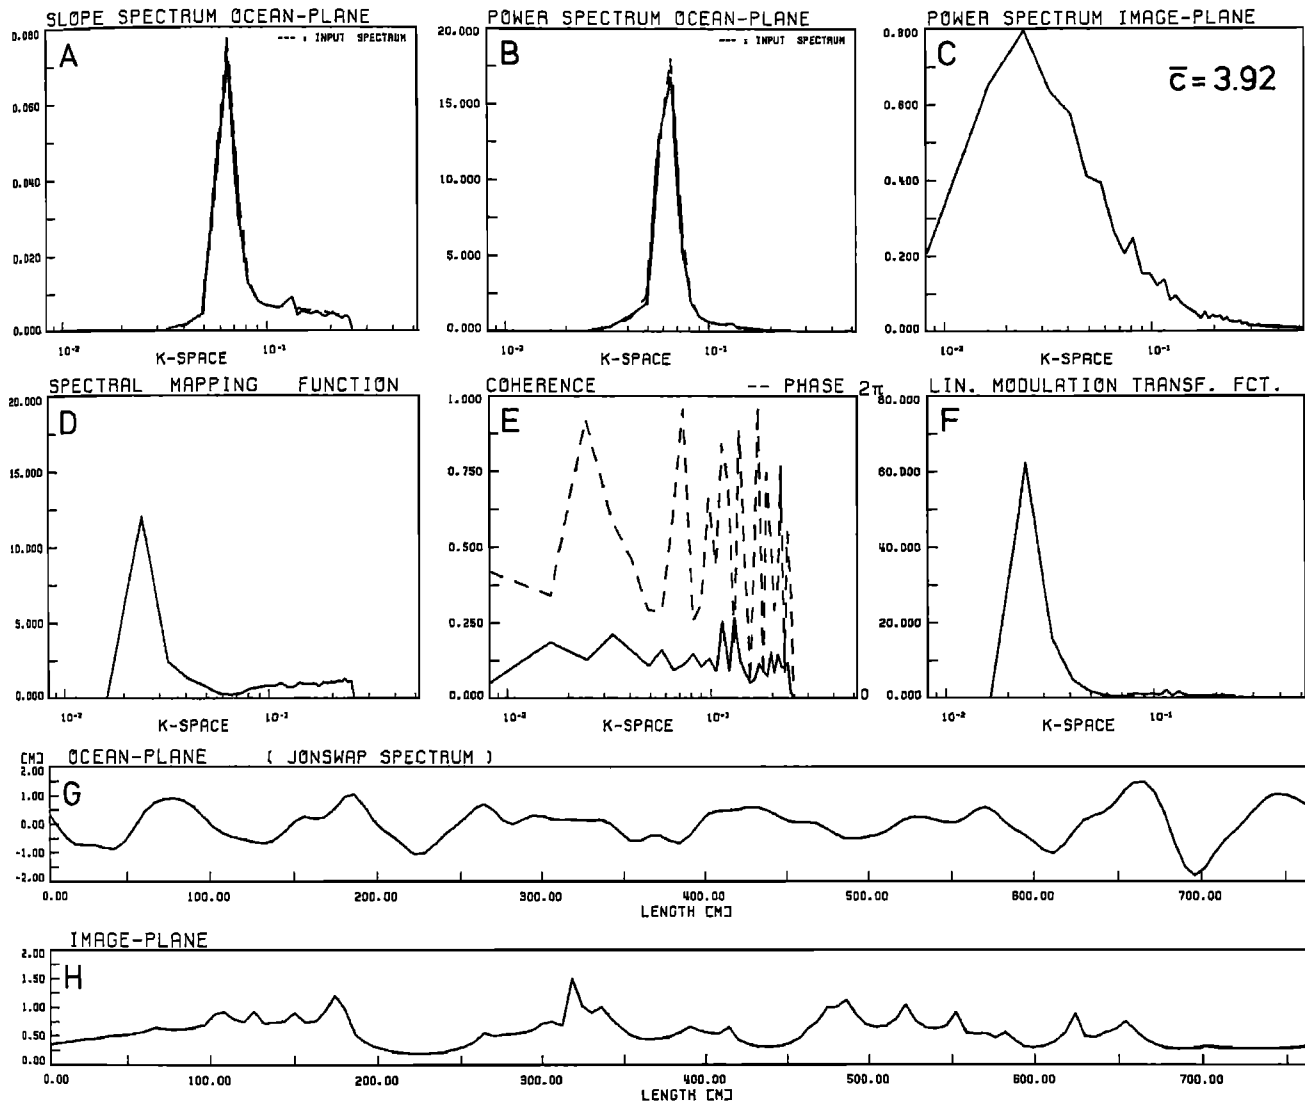 SLOPE SPECTRUM OCEAN-PLANE
POWER SPECTRUM OCEAN-PLANE
POWER SPECTRUM IMAGE-PLANE
0.080
0.060
0.040
0.020
0.000
A
--- : INPUT SPECTRUM
10⁻² 10⁻¹
K-SPACE
20.000
15.000
10.000
5.000
0.000
B
--- : INPUT SPECTRUM
10⁻² 10⁻¹
K-SPACE
0.800
0.600
0.400
0.200
0.000
C
c̄ = 3.92
10⁻² 10⁻¹
K-SPACE
SPECTRAL MAPPING FUNCTION
20.000
15.000
10.000
5.000
0.000
D
10⁻² 10⁻¹
K-SPACE
COHERENCE -- PHASE 2π
1.000
0.750
0.500
0.250
0.000
E
0
10⁻² 10⁻¹
K-SPACE
LIN. MODULATION TRANSF. FCT.
80.000
60.000
40.000
20.000
0.000
F
10⁻² 10⁻¹
K-SPACE
[M] OCEAN-PLANE ( JONSWAP SPECTRUM )
2.00
1.00
0.00
-1.00
-2.00
G
0.00 100.00 200.00 300.00 400.00 500.00 600.00 700.00
LENGTH [M]
IMAGE-PLANE
2.00
1.50
1.00
0.50
0.00
H
0.00 100.00 200.00 300.00 400.00 500.00 600.00 700.00
LENGTH [M]